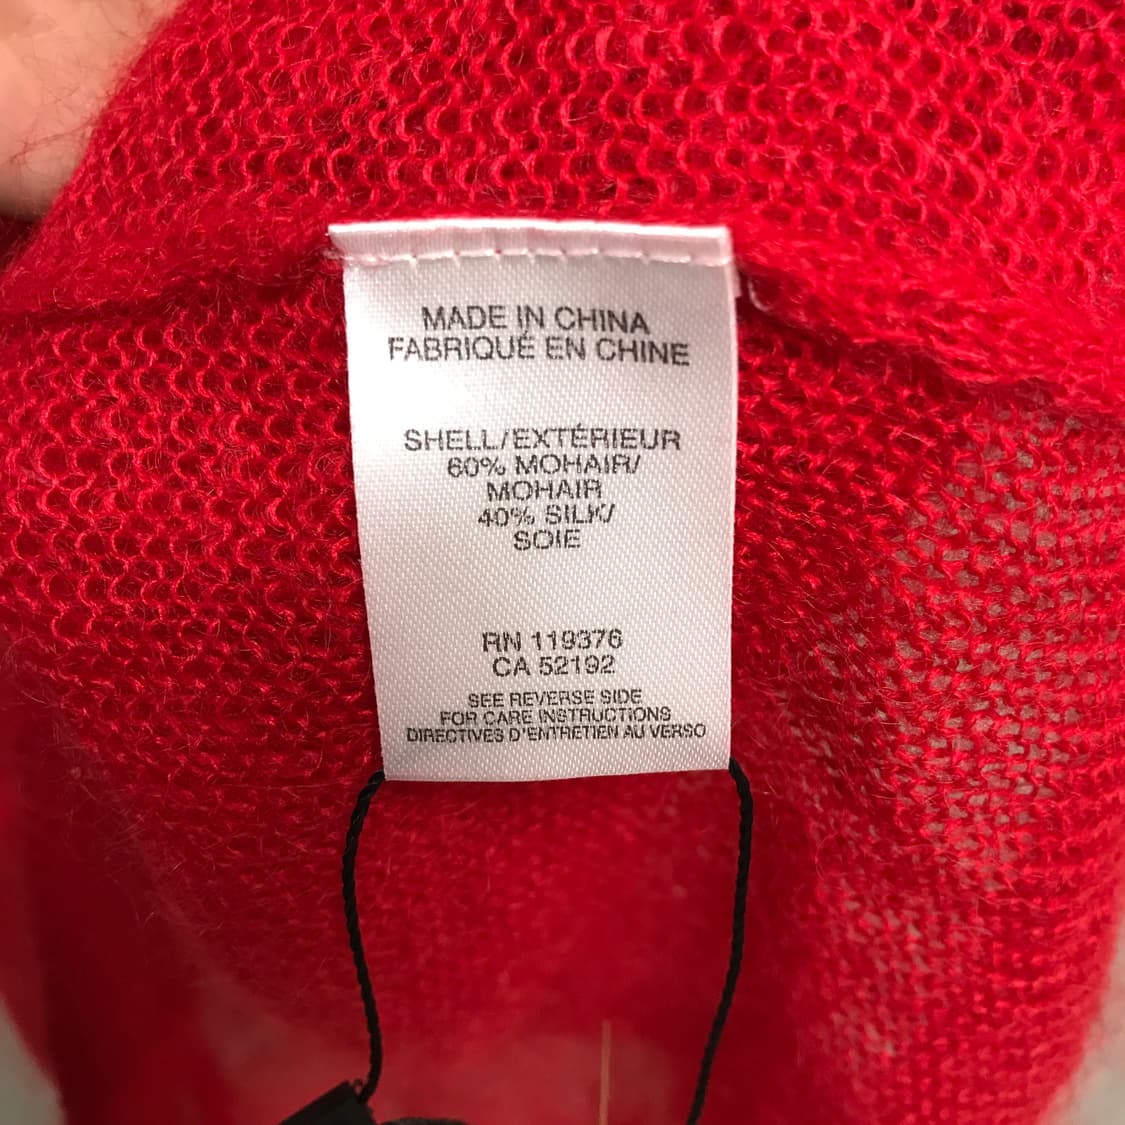 MADE IN CHINA
FABRIQUÉ EN CHINE
SHELL/EXTÉRIEUR
60% MOHAIR/
MOHAIR
40% SILK/
SOIE
RN 119376
CA 52192
SEE REVERSE SIDE
FOR CARE INSTRUCTIONS
DIRECTIVES D'ENTRETIEN AU VERSO